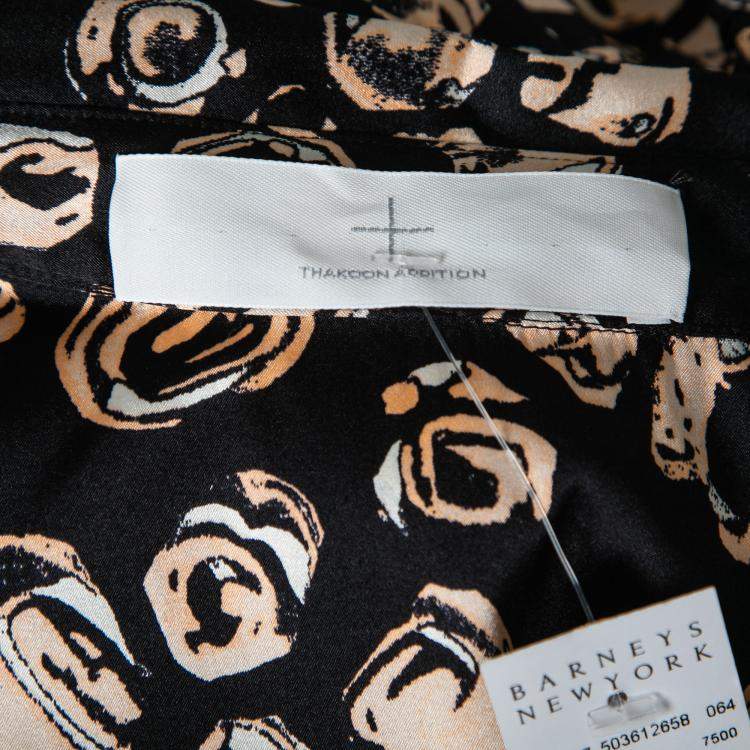 THAKOON ADDITION
BARNEYS
NEWYORK
503612658 064
7500